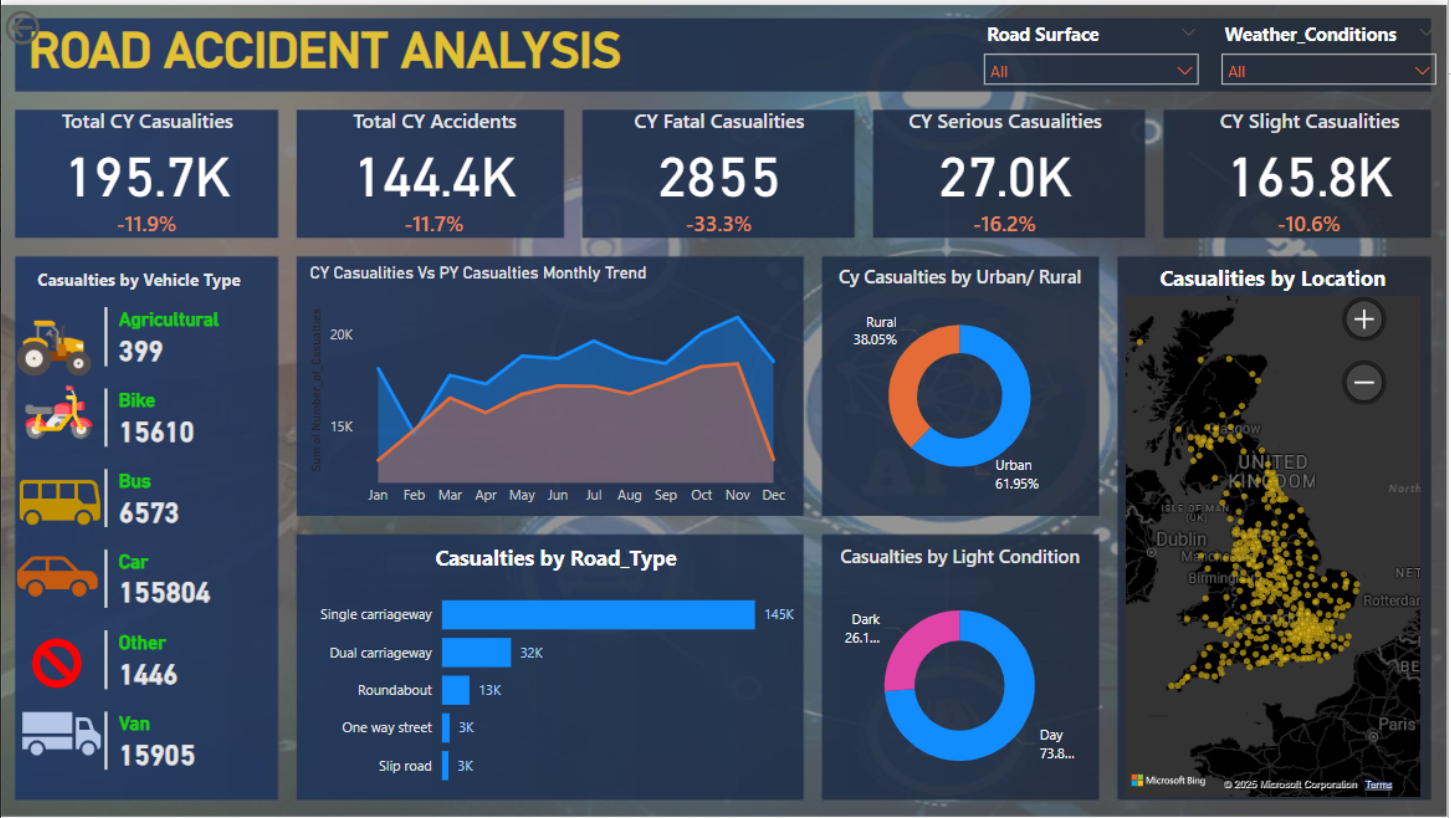 ROAD ACCIDENT ANALYSIS
Road Surface
All
Weather_Conditions
All
Total CY Casualities
195.7K
-11.9%
Total CY Accidents
144.4K
-11.7%
CY Fatal Casualities
2855
-33.3%
CY Serious Casualities
27.0K
-16.2%
CY Slight Casualities
165.8K
-10.6%
Casualties by Vehicle Type
Agricultural
399
Bike
15610
Bus
6573
Car
155804
Other
1446
Van
15905
CY Casualities Vs PY Casualties Monthly Trend
Sum of Number_of_Casualties
20K
15K
Jan Feb Mar Apr May Jun Jul Aug Sep Oct Nov Dec
Cy Casualties by Urban/ Rural
Rural
38.05%
Urban
61.95%
Casualties by Road_Type
Single carriageway 145K
Dual carriageway 32K
Roundabout 13K
One way street 3K
Slip road 3K
Casualties by Light Condition
Dark
26.1...
Day
73.8...
Casualities by Location
Glasgow
UNITED
KINGDOM
North
ISLE OF MAN
(UK)
Dublin
Birming
NET
Rotterdar
BE
Paris
Microsoft Bing
© 2025 Microsoft Corporation Terms